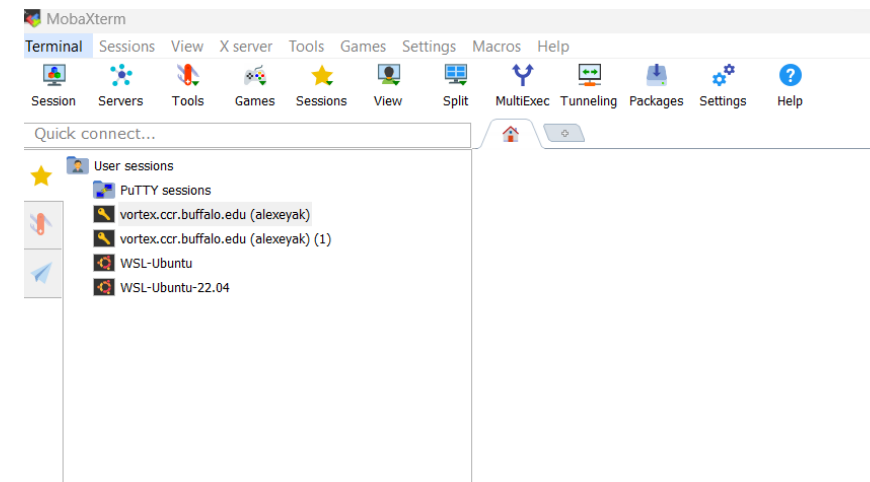 MobaXterm
Terminal Sessions View X server Tools Games Settings Macros Help
Session Servers Tools Games Sessions View Split MultiExec Tunneling Packages Settings Help
Quick connect...
User sessions
PuTTY sessions
vortex.ccr.buffalo.edu (alexeyak)
vortex.ccr.buffalo.edu (alexeyak) (1)
WSL-Ubuntu
WSL-Ubuntu-22.04